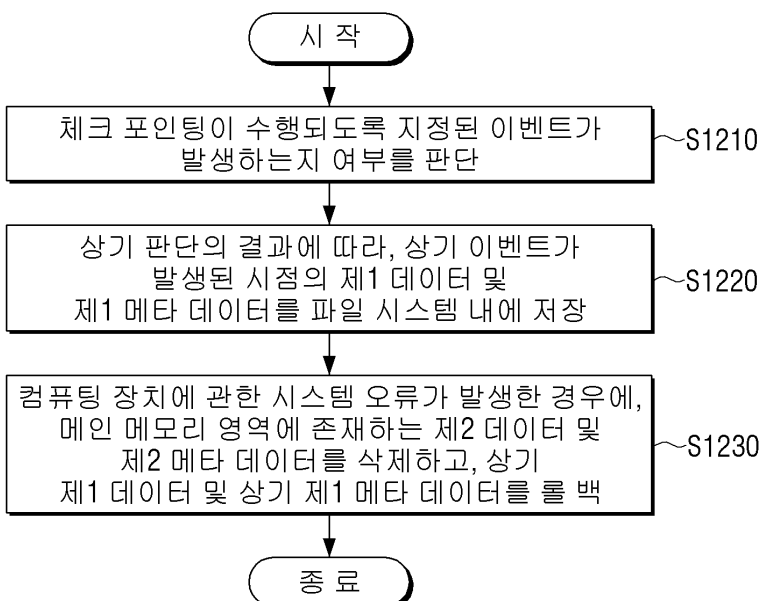 시 작
체크 포인팅이 수행되도록 지정된 이벤트가
발생하는지 여부를 판단
S1210
상기 판단의 결과에 따라, 상기 이벤트가
발생된 시점의 제1 데이터 및
제1 메타 데이터를 파일 시스템 내에 저장
S1220
컴퓨팅 장치에 관한 시스템 오류가 발생한 경우에,
메인 메모리 영역에 존재하는 제2 데이터 및
제2 메타 데이터를 삭제하고, 상기
제1 데이터 및 상기 제1 메타 데이터를 롤 백
S1230
종 료